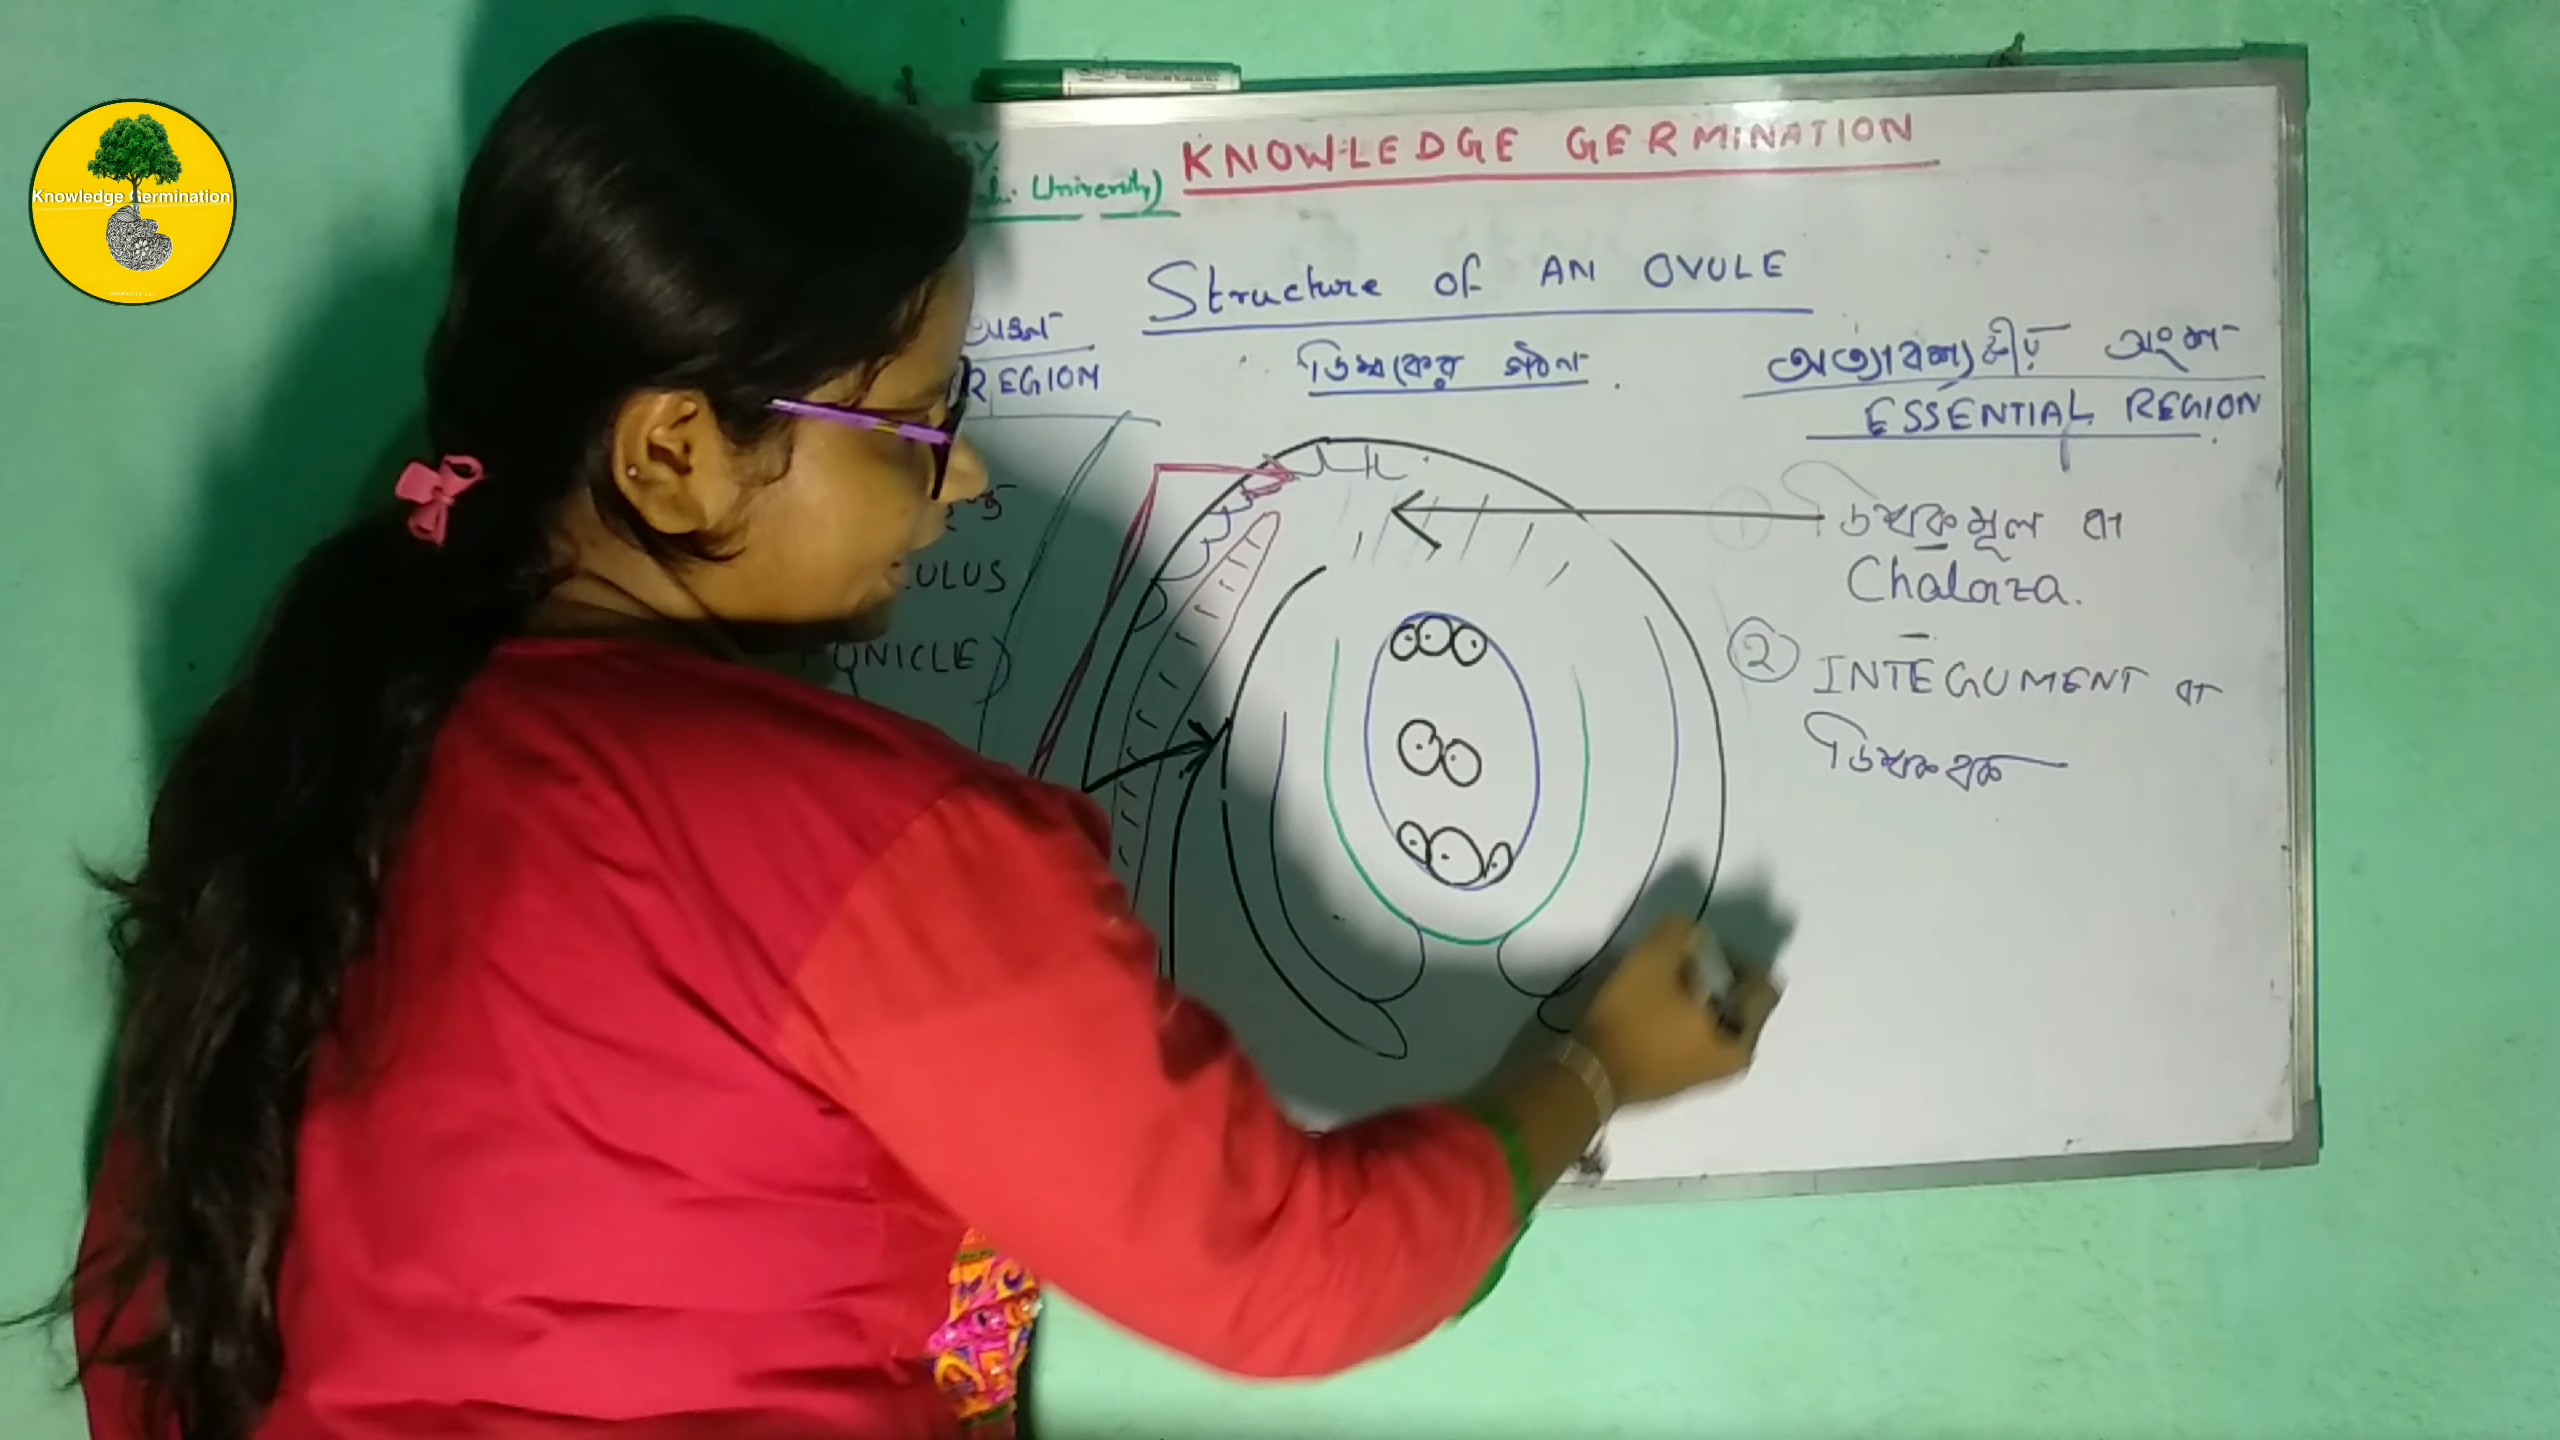 Knowledge Germination
KNOWLEDGE GERMINATION
University)
Structure of AN OVULE
ডিম্বকের গঠন
অত্যাবশ্যকীয় অংশ
ESSENTIAL REGION
REGION
ডিম্বকমূল বা
Chalaza.
ULUS
FUNICLE)
② INTEGUMENT বা
ডিম্বকত্বক